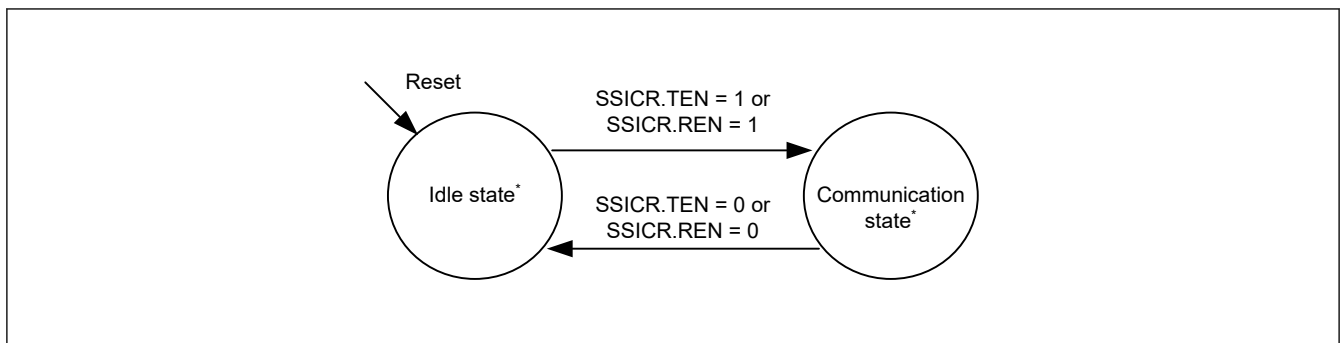 Reset
SSICR.TEN = 1 or
SSICR.REN = 1
Idle state*
SSICR.TEN = 0 or
SSICR.REN = 0
Communication
state*